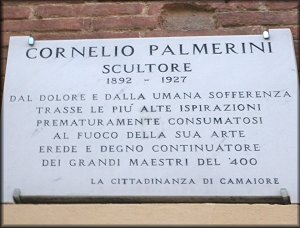 CORNELIO PALMERINI
SCULTORE
1892 - 1927
DAL DOLORE E DALLA UMANA SOFFERENZA
TRASSE LE PIU' ALTE ISPIRAZIONI
PREMATURAMENTE CONSUMATOSI
AL FUOCO DELLA SUA ARTE
EREDE E DEGNO CONTINUATORE
DEI GRANDI MAESTRI DEL '400
LA CITTADINANZA DI CAMAIORE